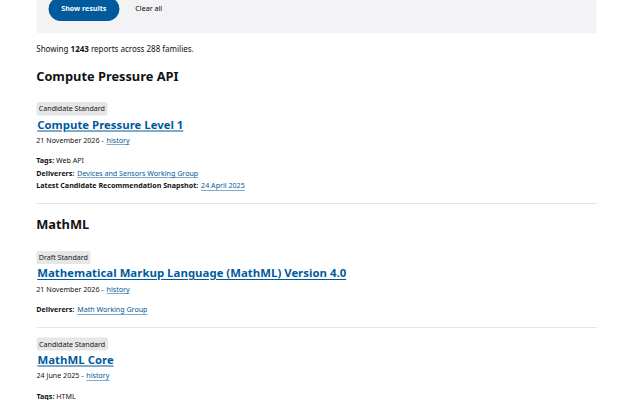 Show results
Clear all
Showing 1243 reports across 288 families.
Compute Pressure API
Candidate Standard
Compute Pressure Level 1
21 November 2026 - history
Tags: Web API
Deliverers: Devices and Sensors Working Group
Latest Candidate Recommendation Snapshot: 24 April 2025
MathML
Draft Standard
Mathematical Markup Language (MathML) Version 4.0
21 November 2026 - history
Deliverers: Math Working Group
Candidate Standard
MathML Core
24 June 2025 - history
Tags: HTML